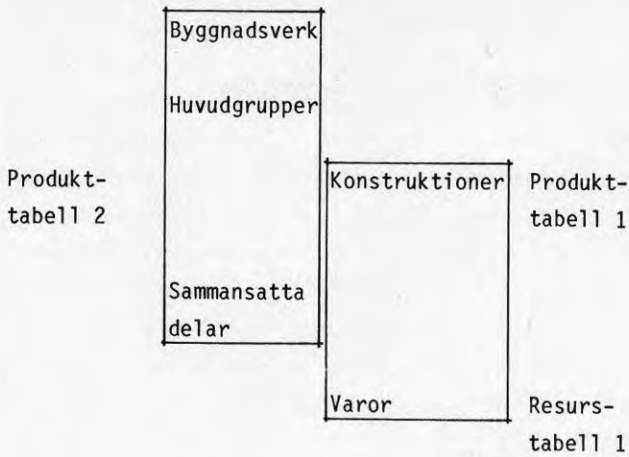 Byggnadsverk
Huvudgrupper
Produkt-
tabell 2
Konstruktioner
Produkt-
tabell 1
Sammansatta
delar
Varor
Resurs-
tabell 1